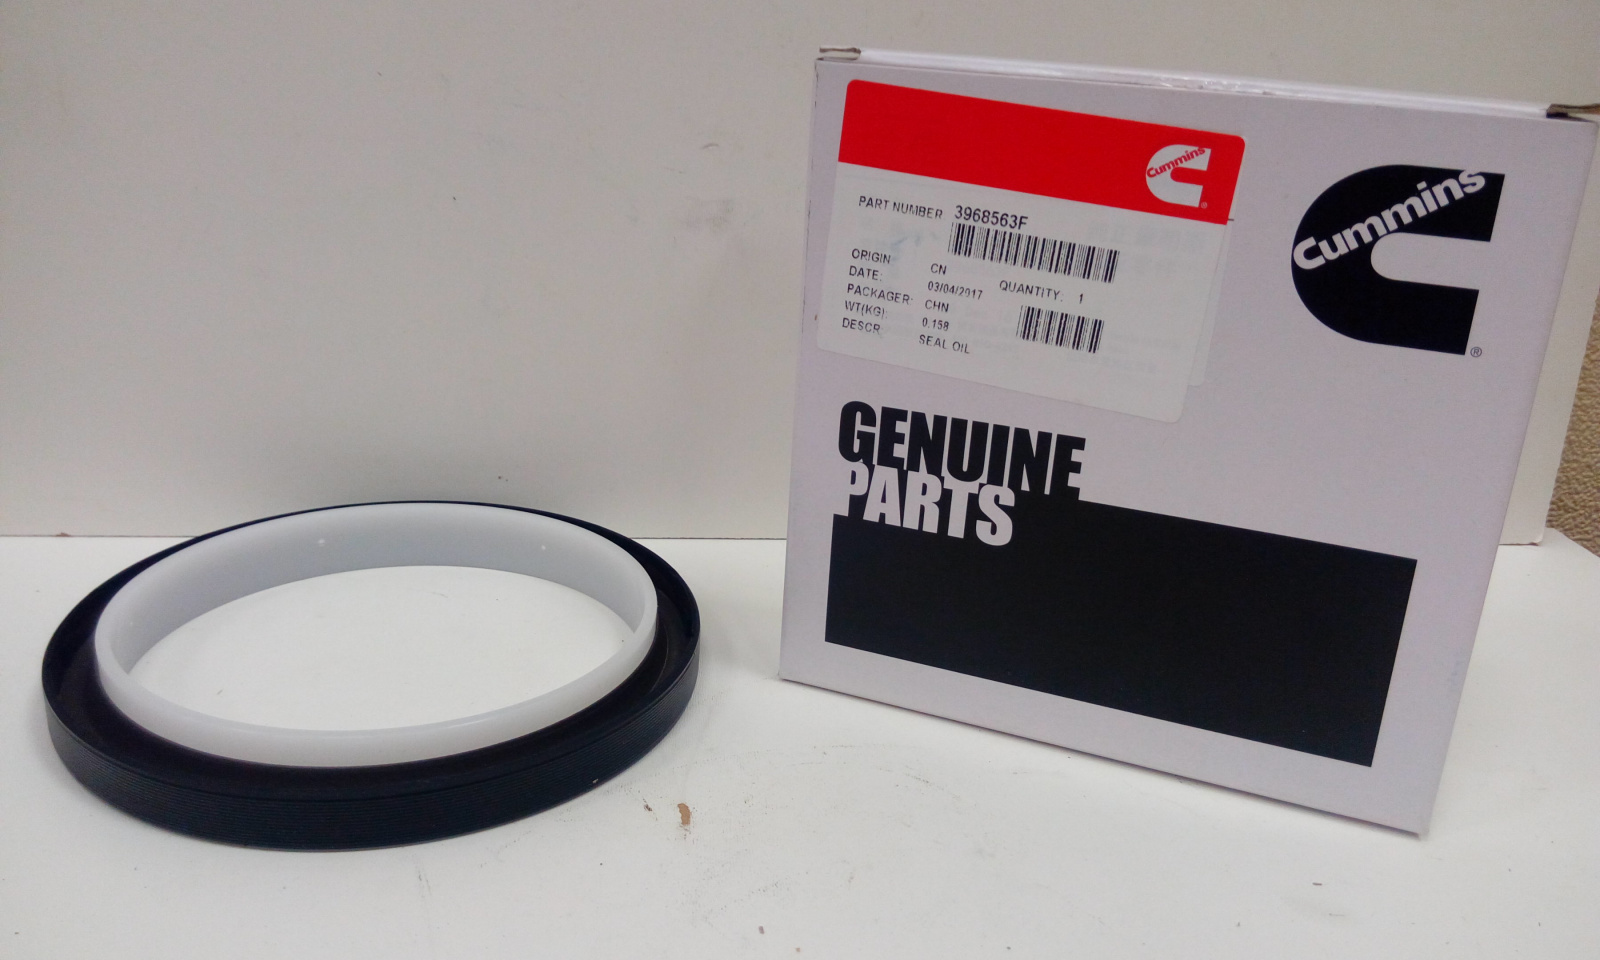 Cummins
®
PART NUMBER 3968563F
ORIGIN: CN
DATE: 03/04/2017 QUANTITY: 1
PACKAGER: CHN
WT(KG): 0.158
DESCR: SEAL OIL
Cummins
®
GENUINE
PARTS